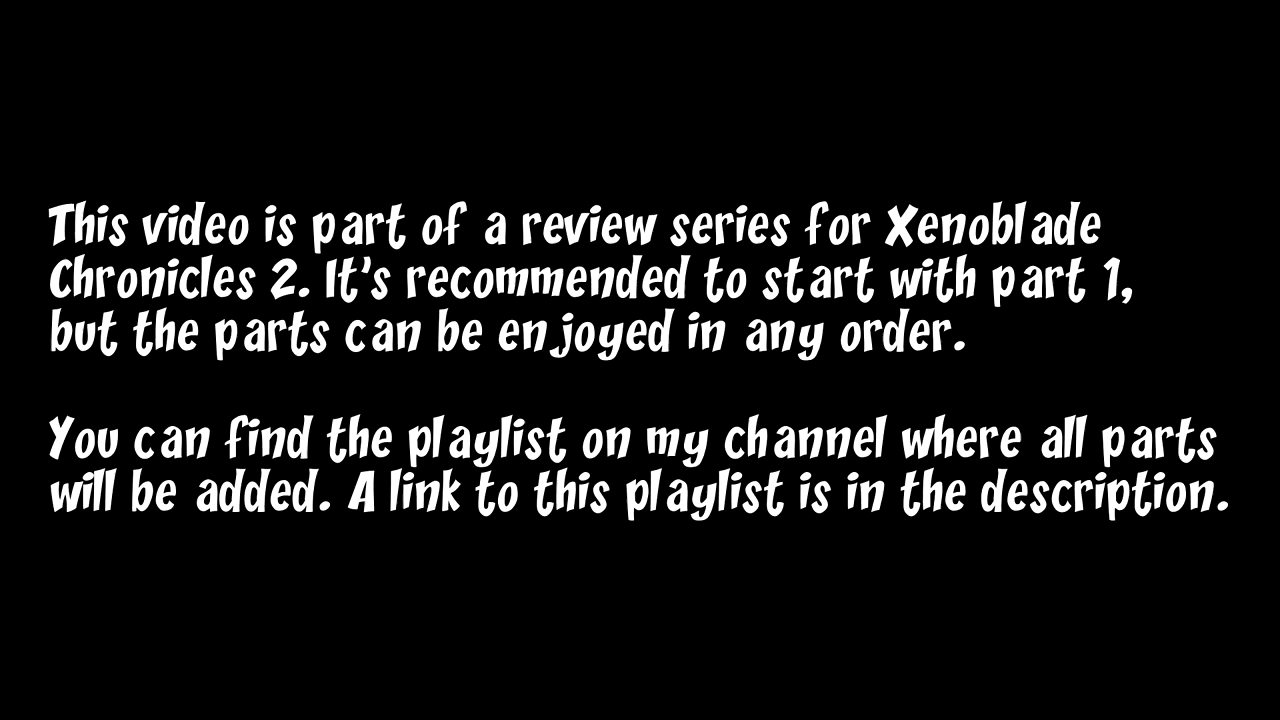 This video is part of a review series for Xenoblade
Chronicles 2. It's recommended to start with part 1,
but the parts can be enjoyed in any order.
You can find the playlist on my channel where all parts
will be added. A link to this playlist is in the description.